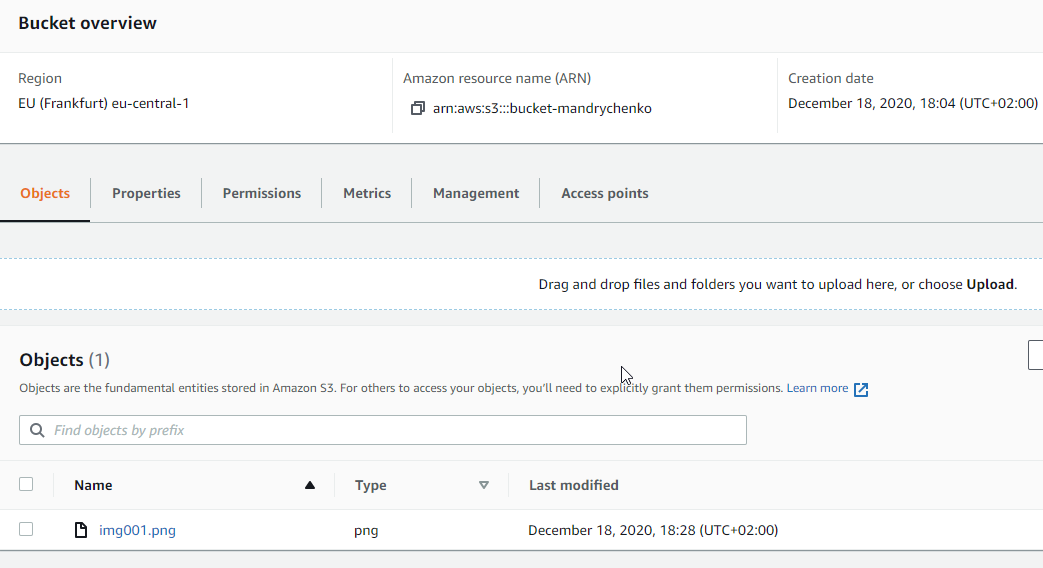 Bucket overview
Region
EU (Frankfurt) eu-central-1
Amazon resource name (ARN)
arn:aws:s3:::bucket-mandrychenko
Creation date
December 18, 2020, 18:04 (UTC+02:00)
Objects Properties Permissions Metrics Management Access points
Drag and drop files and folders you want to upload here, or choose Upload.
Objects (1)
Objects are the fundamental entities stored in Amazon S3. For others to access your objects, you'll need to explicitly grant them permissions. Learn more
Find objects by prefix
Name Type Last modified
img001.png png December 18, 2020, 18:28 (UTC+02:00)